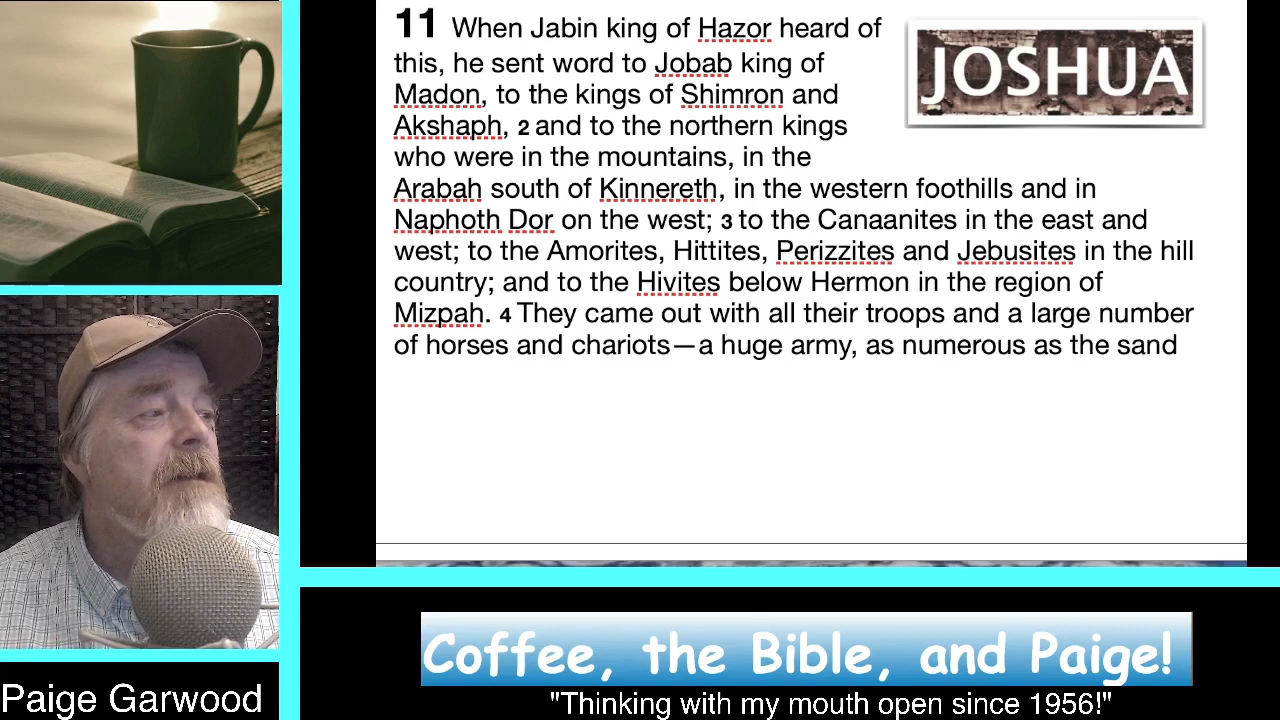 11 When Jabin king of Hazor heard of
this, he sent word to Jobab king of
Madon, to the kings of Shimron and
Akshaph, 2 and to the northern kings
who were in the mountains, in the
Arabah south of Kinnereth, in the western foothills and in
Naphoth Dor on the west; 3 to the Canaanites in the east and
west; to the Amorites, Hittites, Perizzites and Jebusites in the hill
country; and to the Hivites below Hermon in the region of
Mizpah. 4 They came out with all their troops and a large number
of horses and chariots—a huge army, as numerous as the sand
JOSHUA
Coffee, the Bible, and Paige!
"Thinking with my mouth open since 1956!"
Paige Garwood